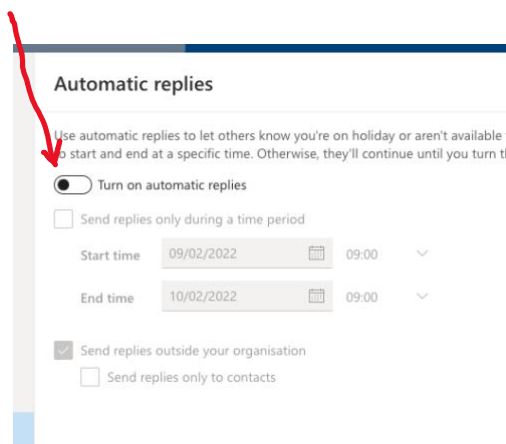 Automatic replies
Use automatic replies to let others know you're on holiday or aren't available
to start and end at a specific time. Otherwise, they'll continue until you turn
Turn on automatic replies
Send replies only during a time period
Start time 09/02/2022 09:00
End time 10/02/2022 09:00
Send replies outside your organisation
Send replies only to contacts